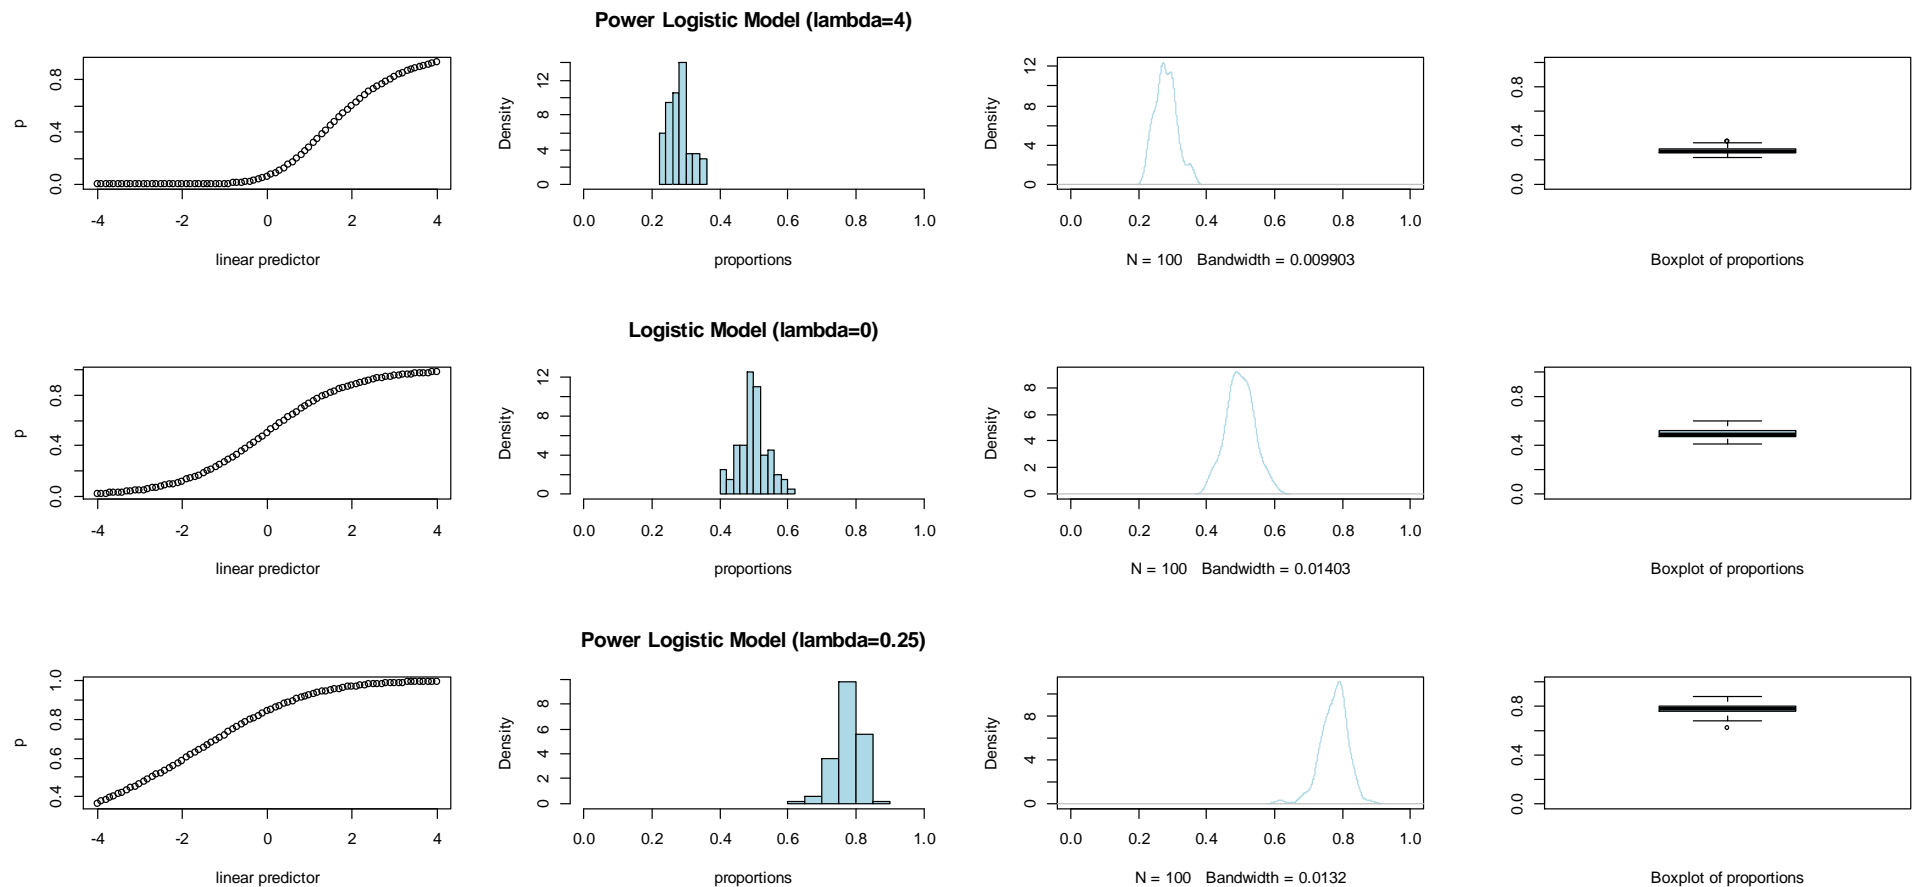 Power Logistic Model (lambda=4)
p
0.0 0.4 0.8
-4 -2 0 2 4
linear predictor
Density
0 4 8 12
0.0 0.2 0.4 0.6 0.8 1.0
proportions
Density
0 4 8 12
0.0 0.2 0.4 0.6 0.8 1.0
N = 100 Bandwidth = 0.009903
0.0 0.4 0.8
Boxplot of proportions
Logistic Model (lambda=0)
p
0.0 0.4 0.8
-4 -2 0 2 4
linear predictor
Density
0 4 8 12
0.0 0.2 0.4 0.6 0.8 1.0
proportions
Density
0 2 4 6 8
0.0 0.2 0.4 0.6 0.8 1.0
N = 100 Bandwidth = 0.01403
0.0 0.4 0.8
Boxplot of proportions
Power Logistic Model (lambda=0.25)
p
0.4 0.6 0.8 1.0
-4 -2 0 2 4
linear predictor
Density
0 2 4 6 8
0.0 0.2 0.4 0.6 0.8 1.0
proportions
Density
0 4 8
0.0 0.2 0.4 0.6 0.8 1.0
N = 100 Bandwidth = 0.0132
0.0 0.4 0.8
Boxplot of proportions